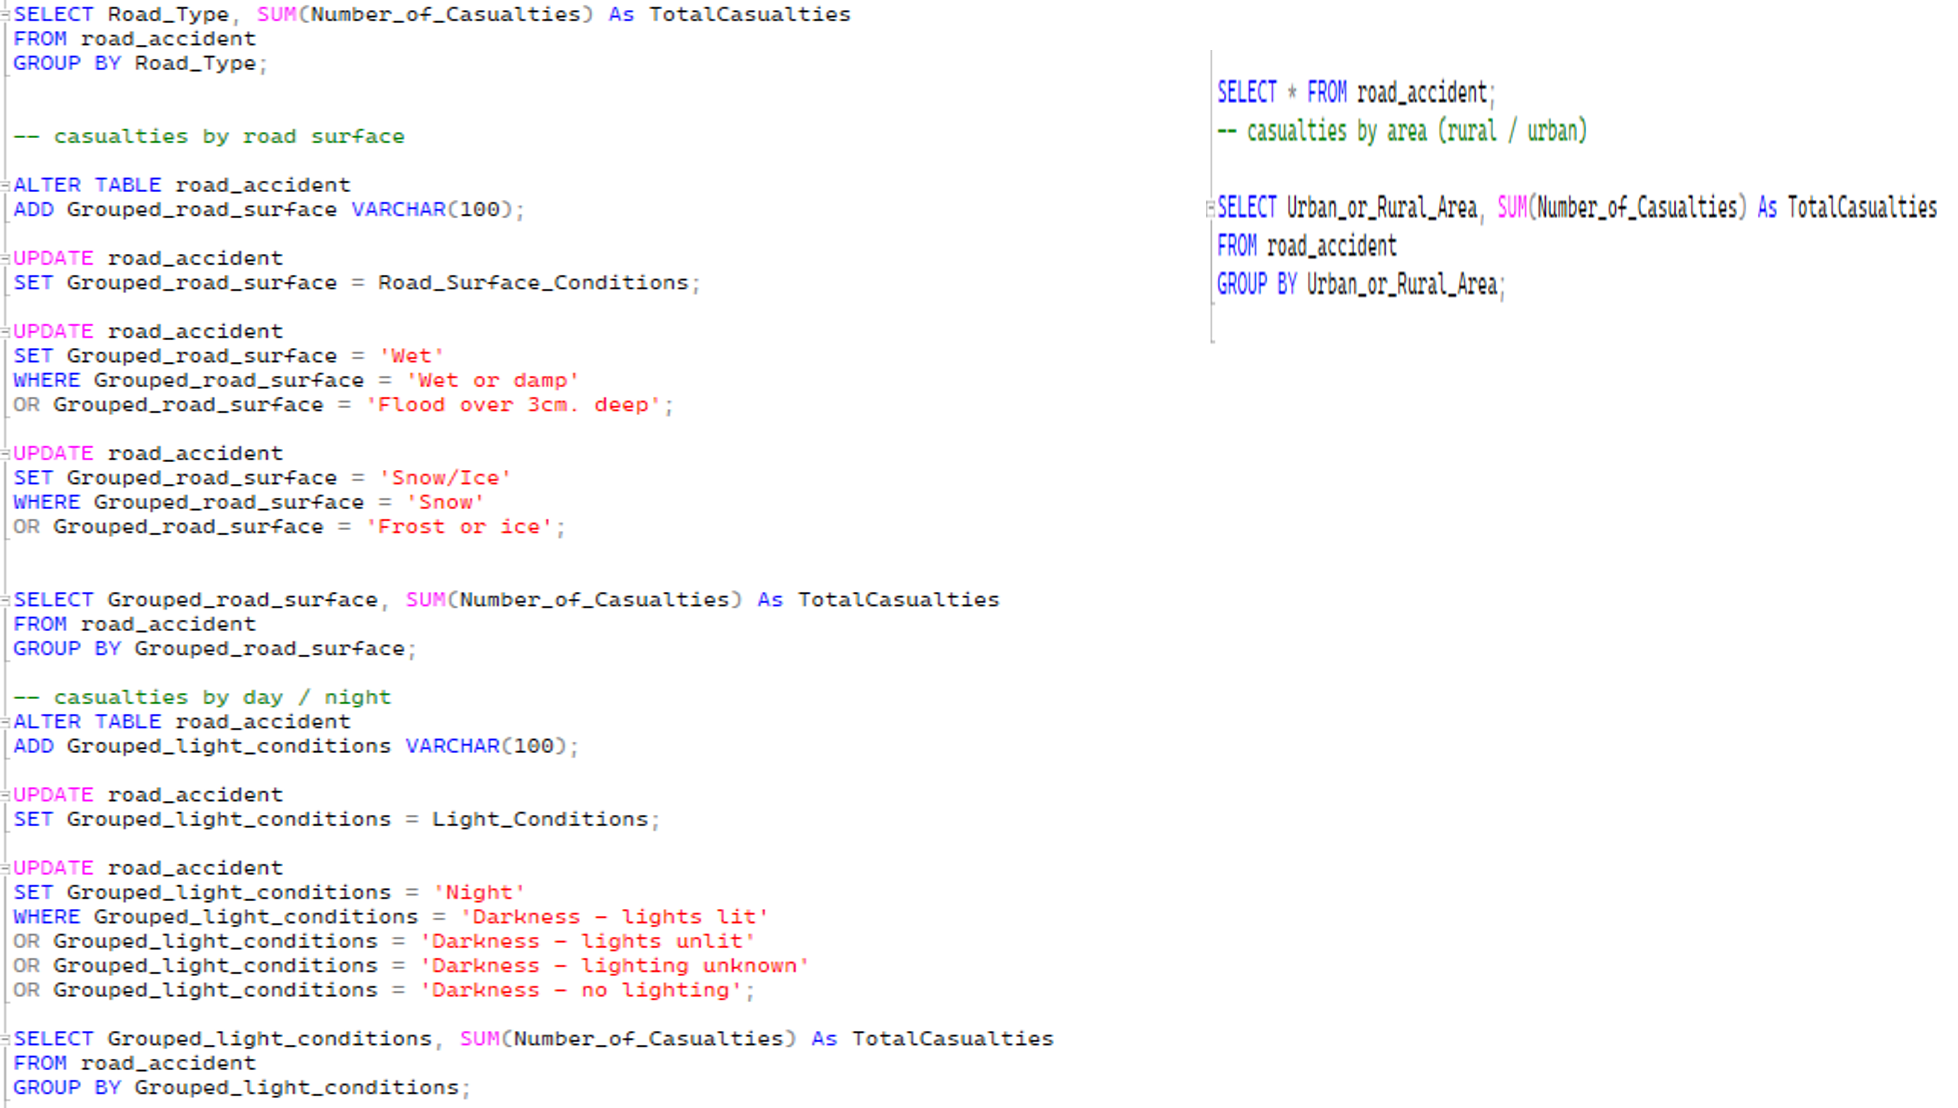 SELECT Road_Type, SUM(Number_of_Casualties) As TotalCasualties
FROM road_accident
GROUP BY Road_Type;
-- casualties by road surface
ALTER TABLE road_accident
ADD Grouped_road_surface VARCHAR(100);
UPDATE road_accident
SET Grouped_road_surface = Road_Surface_Conditions;
UPDATE road_accident
SET Grouped_road_surface = 'Wet'
WHERE Grouped_road_surface = 'Wet or damp'
OR Grouped_road_surface = 'Flood over 3cm. deep';
UPDATE road_accident
SET Grouped_road_surface = 'Snow/Ice'
WHERE Grouped_road_surface = 'Snow'
OR Grouped_road_surface = 'Frost or ice';
SELECT Grouped_road_surface, SUM(Number_of_Casualties) As TotalCasualties
FROM road_accident
GROUP BY Grouped_road_surface;
-- casualties by day / night
ALTER TABLE road_accident
ADD Grouped_light_conditions VARCHAR(100);
UPDATE road_accident
SET Grouped_light_conditions = Light_Conditions;
UPDATE road_accident
SET Grouped_light_conditions = 'Night'
WHERE Grouped_light_conditions = 'Darkness - lights lit'
OR Grouped_light_conditions = 'Darkness - lights unlit'
OR Grouped_light_conditions = 'Darkness - lighting unknown'
OR Grouped_light_conditions = 'Darkness - no lighting';
SELECT Grouped_light_conditions, SUM(Number_of_Casualties) As TotalCasualties
FROM road_accident
GROUP BY Grouped_light_conditions;
SELECT * FROM road_accident;
-- casualties by area (rural / urban)
SELECT Urban_or_Rural_Area, SUM(Number_of_Casualties) As TotalCasualties
FROM road_accident
GROUP BY Urban_or_Rural_Area;